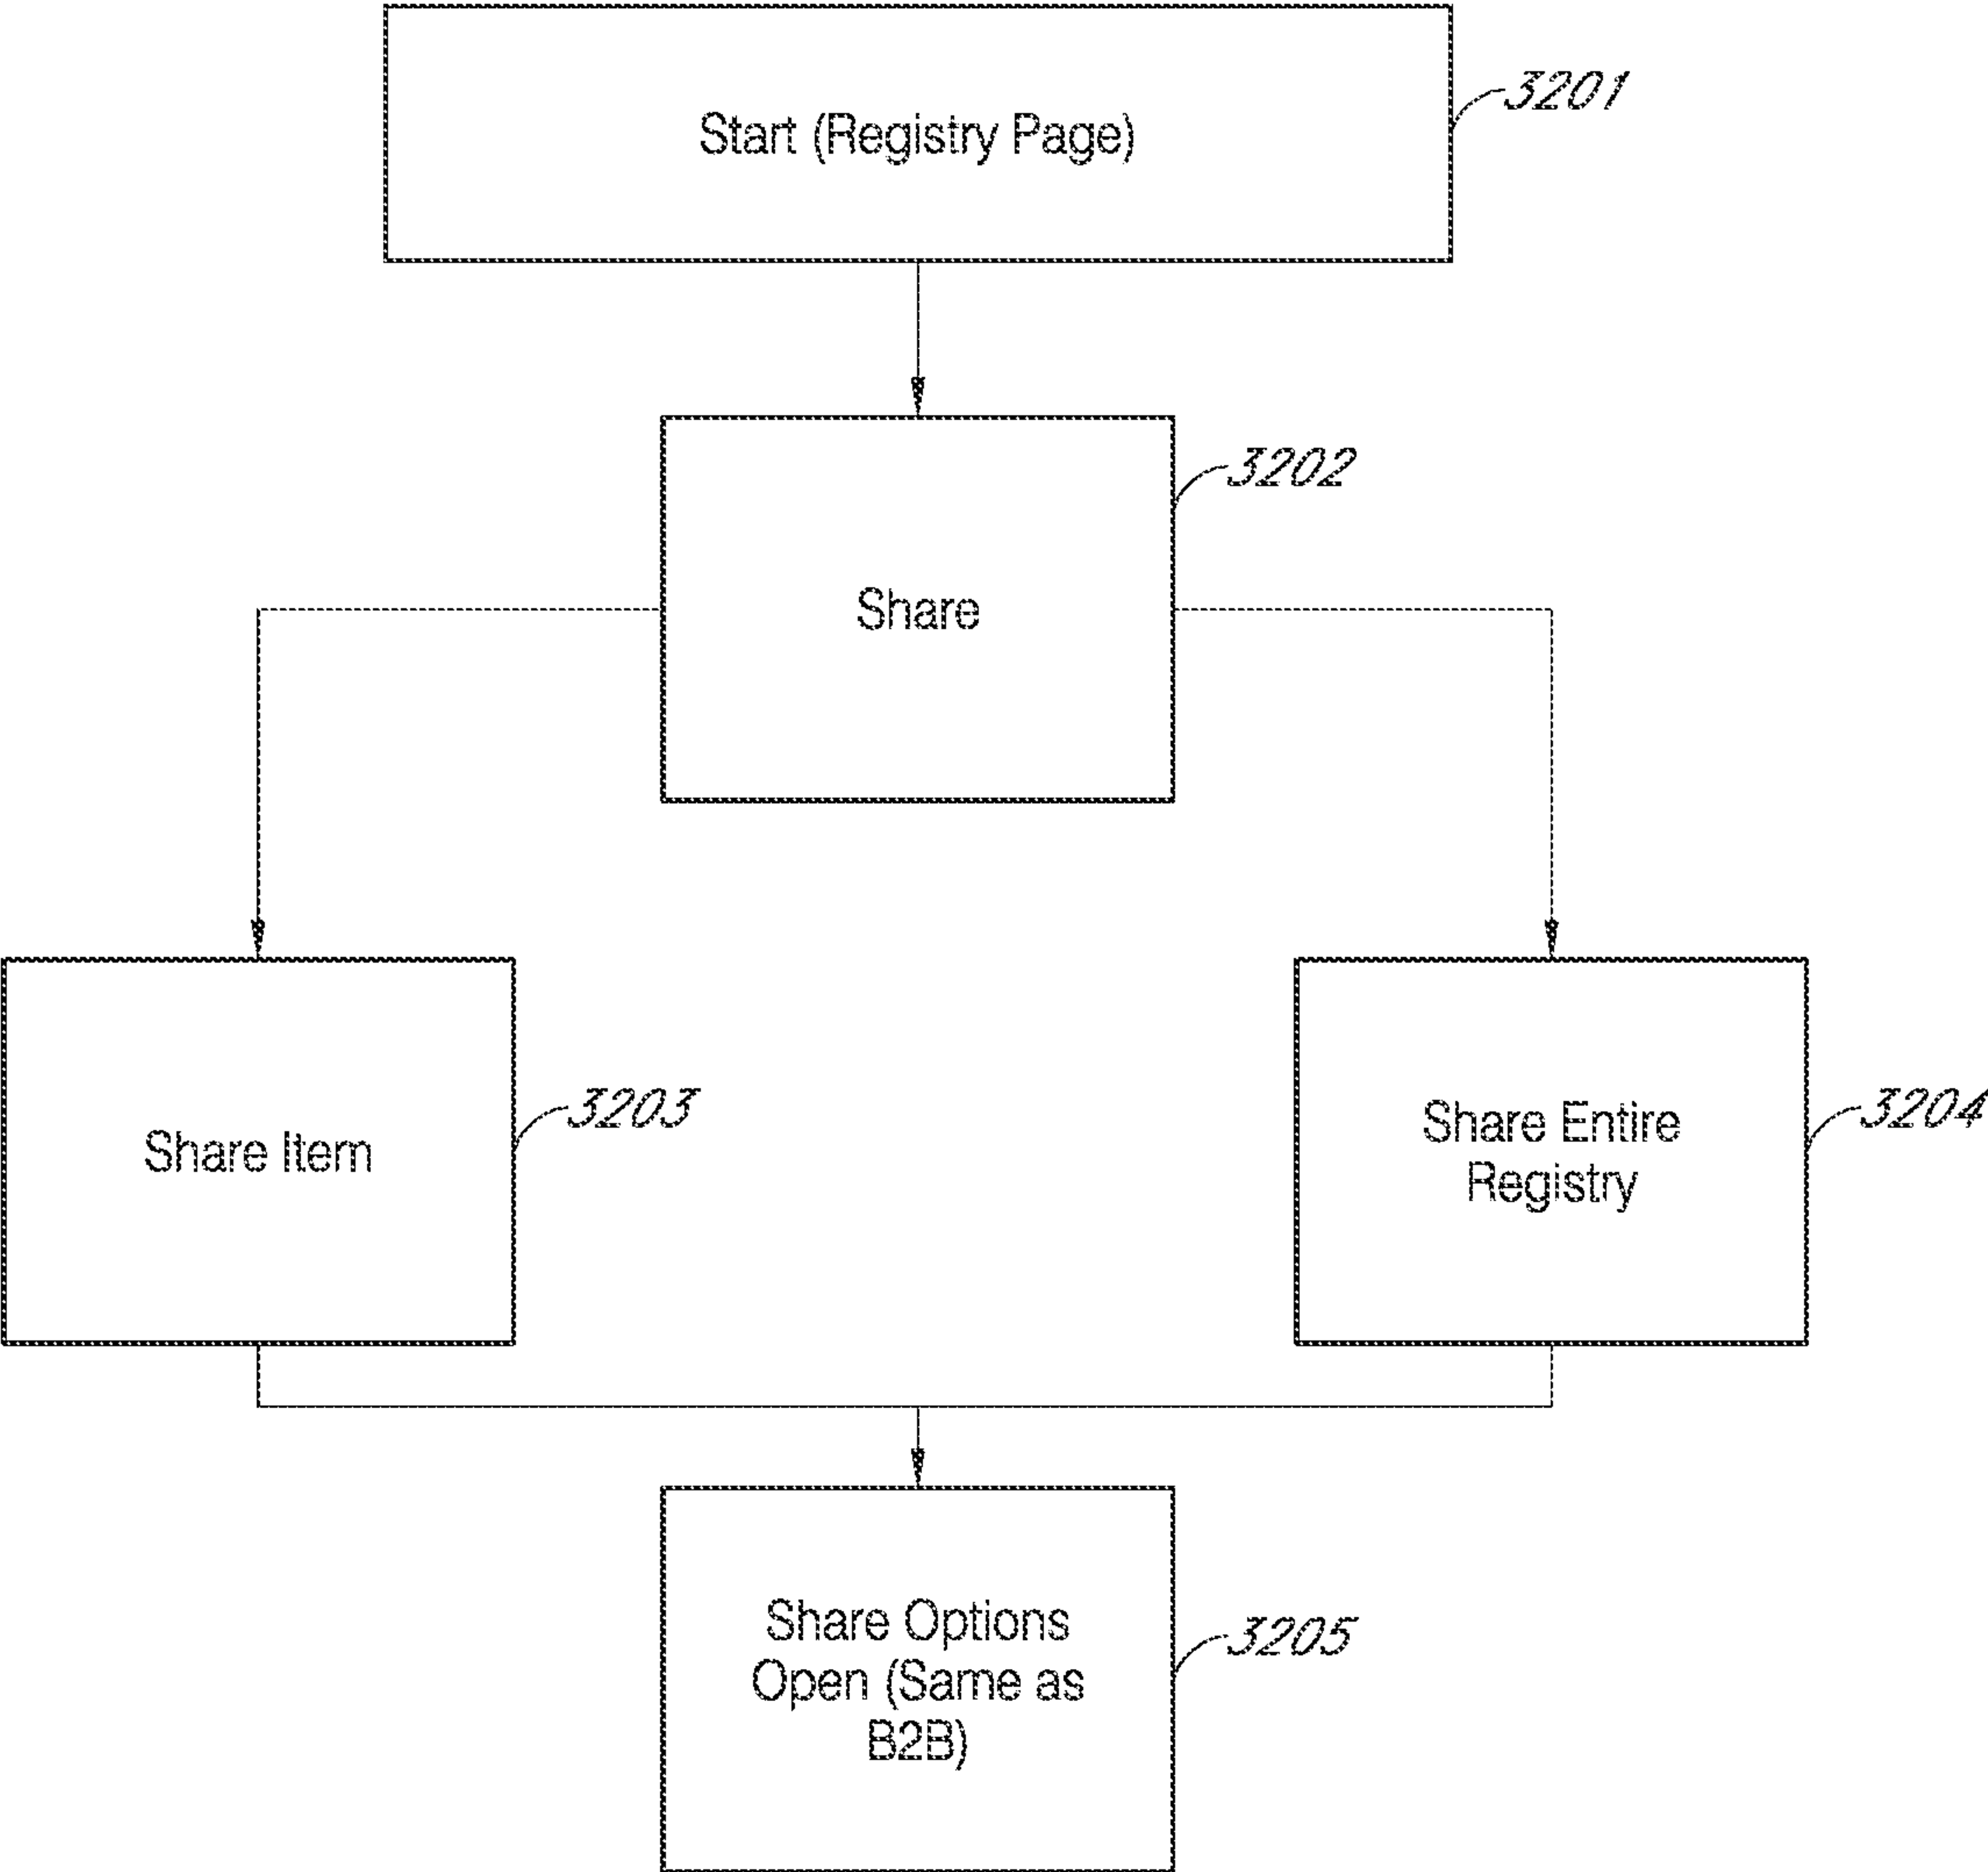 Start (Registry Page)
3201
Share
3202
Share Item
3203
Share Entire
Registry
3204
Share Options
Open (Same as
B2B)
3205